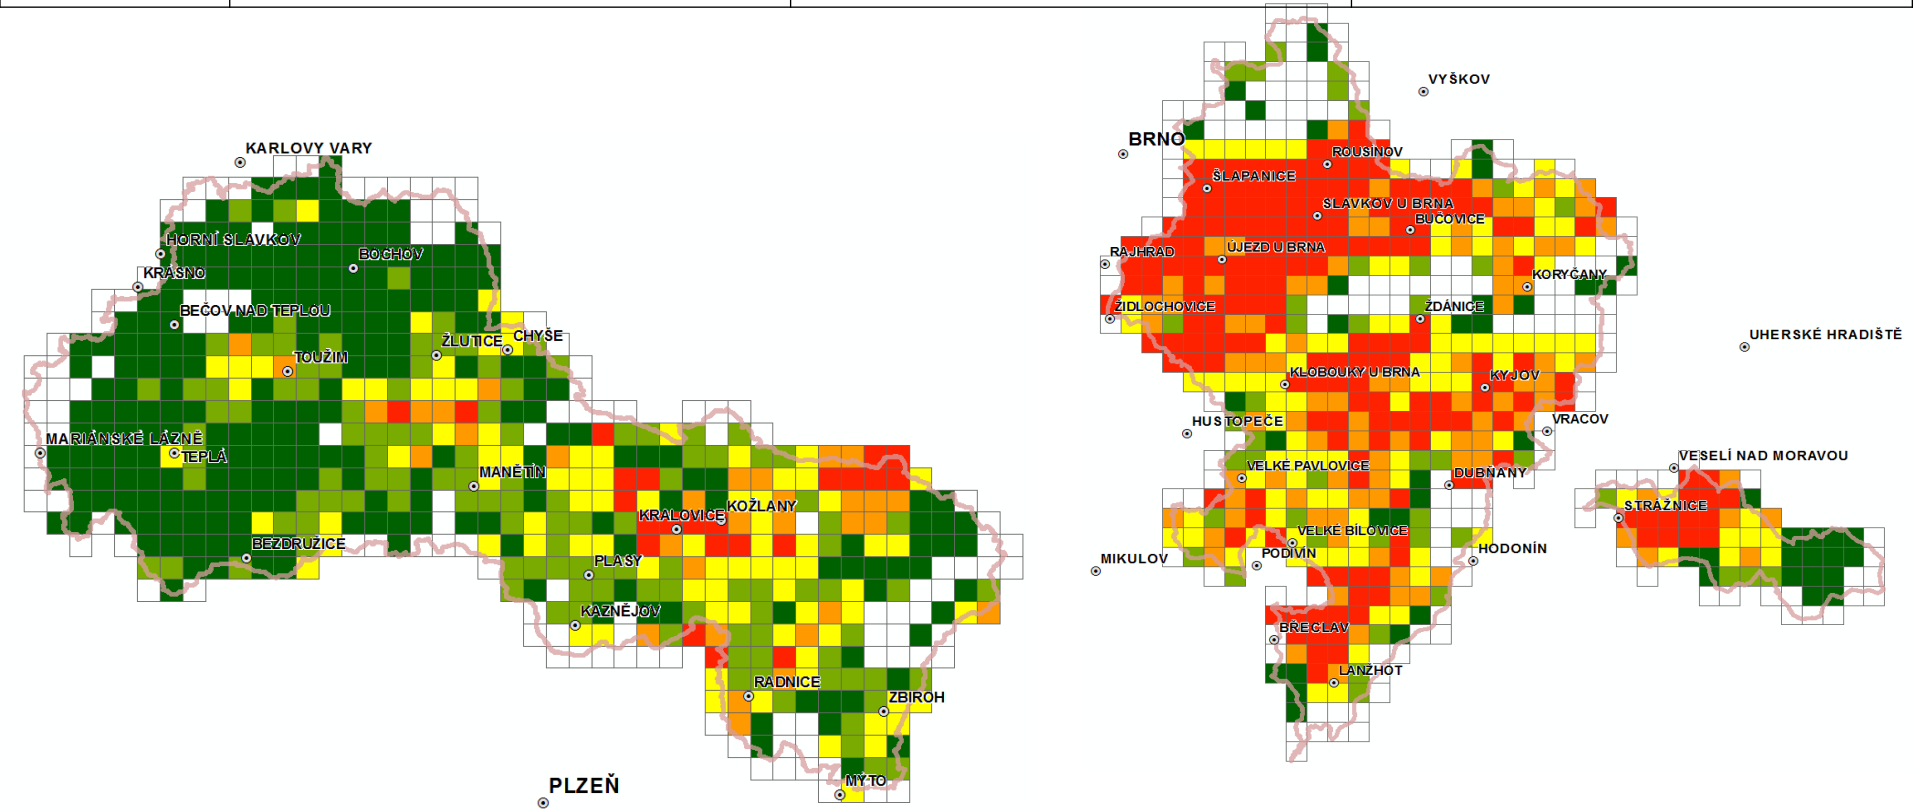 KARLOVY VARY
HORNÍ SLAVKOV
BOCHOV
KRÁSNO
BEČOV NAD TEPLOU
ŽLUTICE
CHYŠE
TOUŽIM
MARIÁNSKÉ LÁZNĚ
TEPLÁ
MANĚTÍN
KOŽLANY
KRALOVICE
BEZDRUŽICE
PLASY
KAZNĚJOV
RADNICE
ZBIROH
MÝTO
PLZEŇ
VYŠKOV
BRNO
ROUSÍNOV
ŠLAPANICE
SLAVKOV U BRNA
BUČOVICE
RAJHRAD
ÚJEZD U BRNA
KORYČANY
ŽIDLOCHOVICE
ŽDÁNICE
UHERSKÉ HRADIŠTĚ
KLOBOUKY U BRNA
KYJOV
HUSTOPEČE
VRACOV
VELKÉ PAVLOVICE
DUBŇANY
VESELÍ NAD MORAVOU
STRÁŽNICE
VELKÉ BÍLOVICE
MIKULOV
PODIVÍN
HODONÍN
BŘECLAV
LANŽHOT